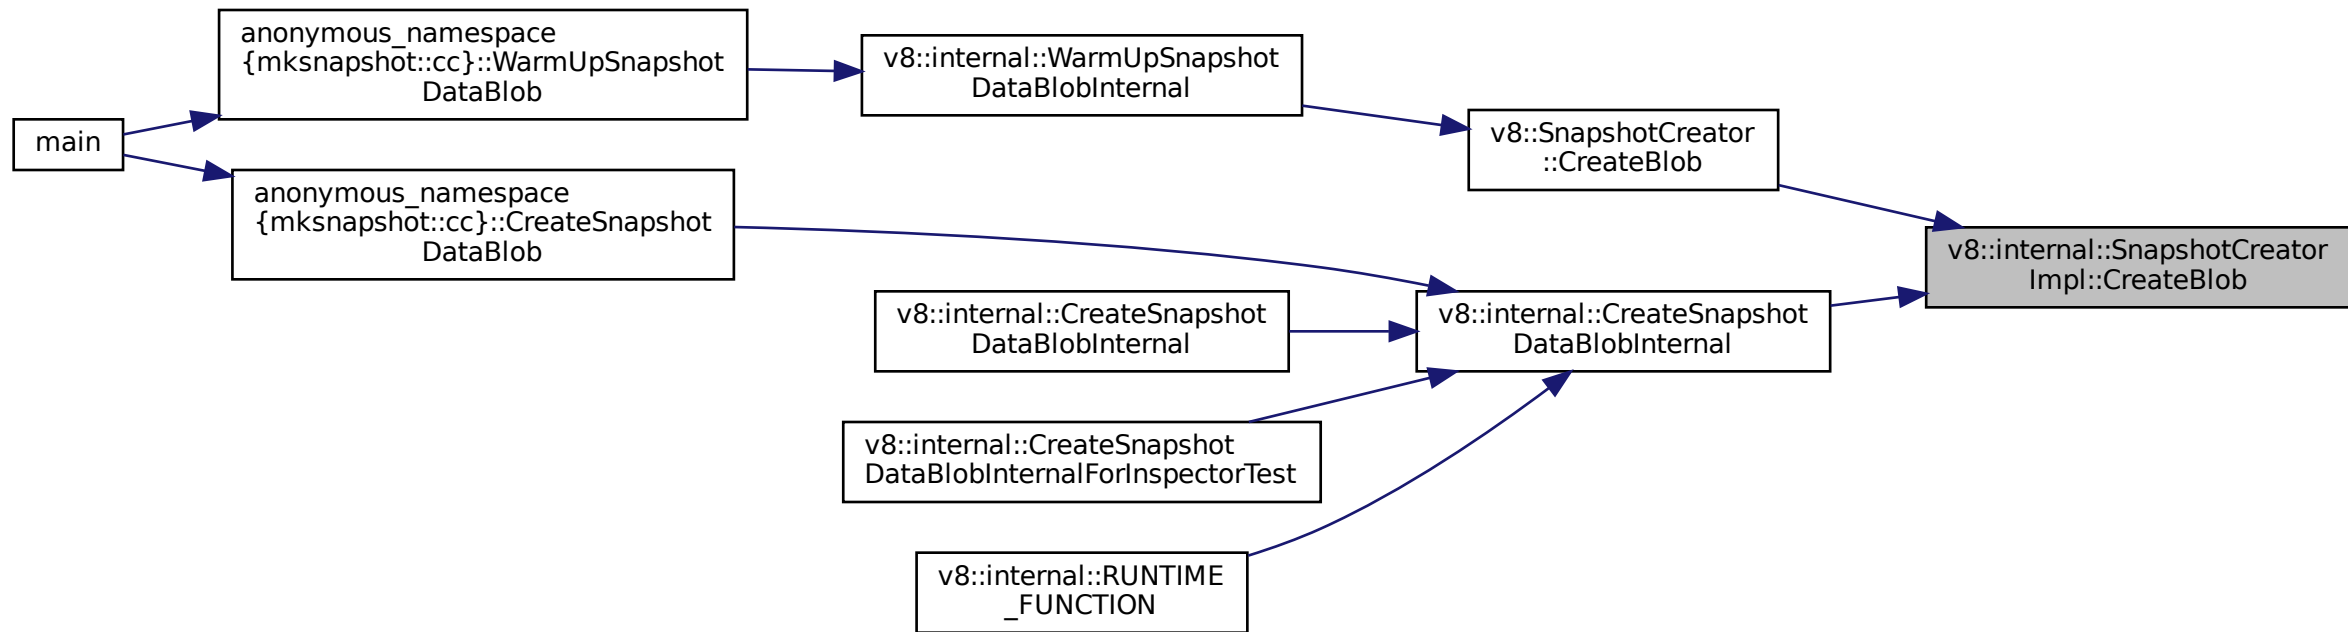 anonymous_namespace
{mksnapshot::cc}::WarmUpSnapshot
DataBlob
v8::internal::WarmUpSnapshot
DataBlobInternal
main
v8::SnapshotCreator
::CreateBlob
anonymous_namespace
{mksnapshot::cc}::CreateSnapshot
DataBlob
v8::internal::SnapshotCreator
Impl::CreateBlob
v8::internal::CreateSnapshot
DataBlobInternal
v8::internal::CreateSnapshot
DataBlobInternal
v8::internal::CreateSnapshot
DataBlobInternalForInspectorTest
v8::internal::RUNTIME
_FUNCTION